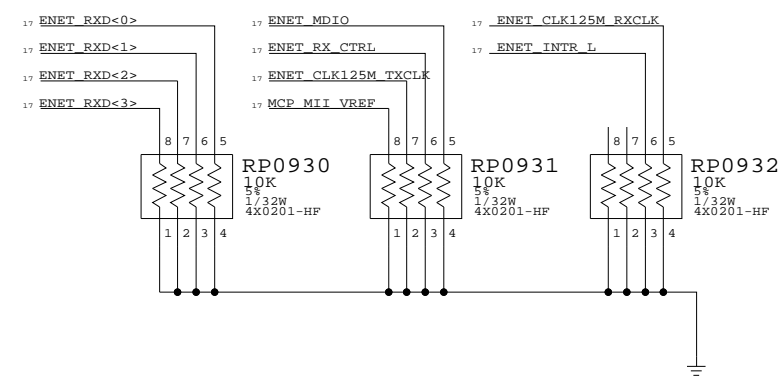 17 ENET_RXD<0>
17 ENET_RXD<1>
17 ENET_RXD<2>
17 ENET_RXD<3>
17 ENET_MDIO
17 ENET_RX_CTRL
17 ENET_CLK125M_TXCLK
17 MCP_MII_VREF
17 ENET_CLK125M_RXCLK
17 ENET_INTR_L
8 7 6 5
RP0930
10K
5%
1/32W
4X0201-HF
1 2 3 4
8 7 6 5
RP0931
10K
5%
1/32W
4X0201-HF
1 2 3 4
8 7 6 5
RP0932
10K
5%
1/32W
4X0201-HF
1 2 3 4